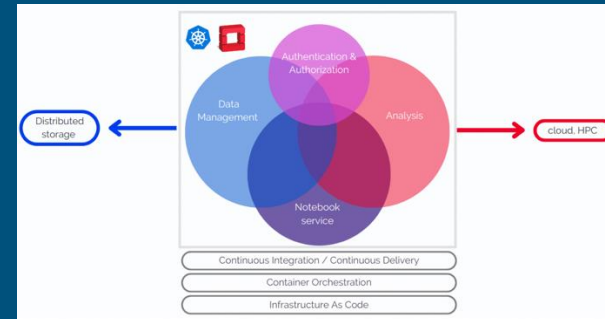 Authentication &
Authorization
Data
Management
Analysis
Distributed
storage
cloud, HPC
Notebook
service
Continuous Integration / Continuous Delivery
Container Orchestration
Infrastructure As Code